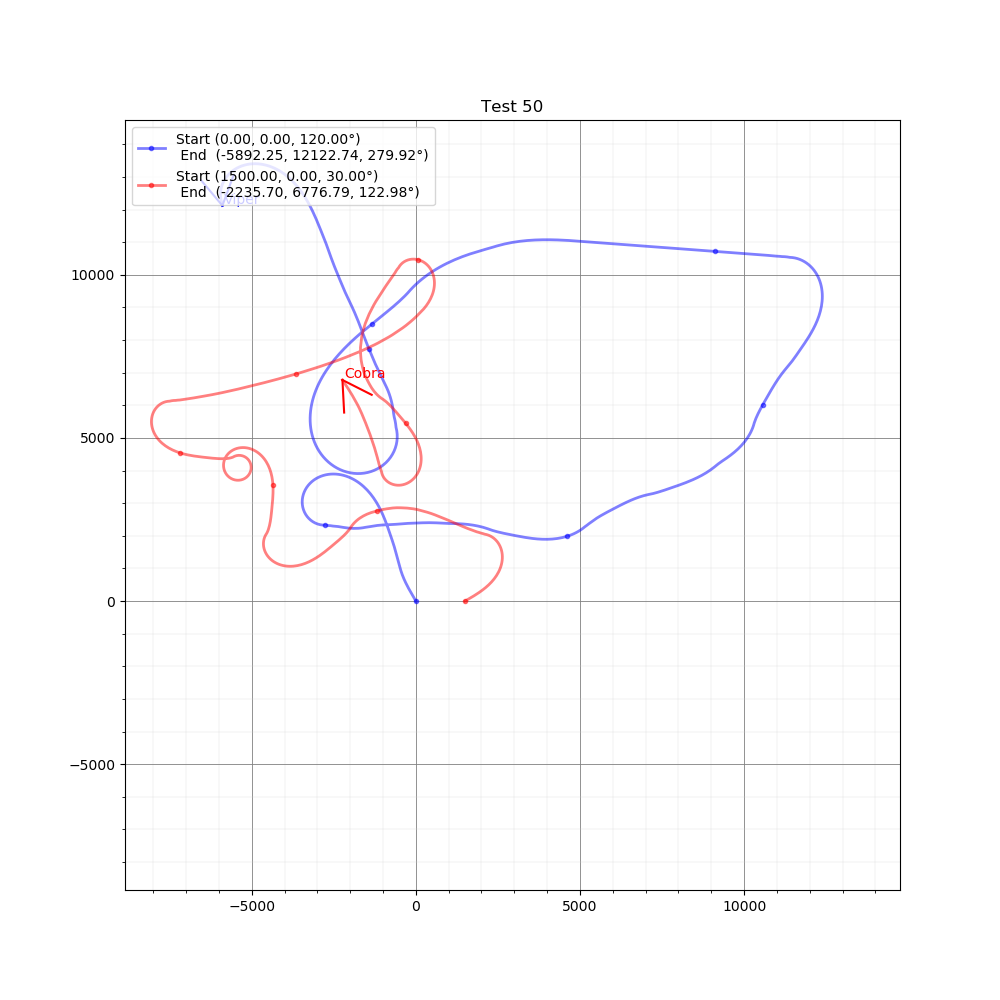 Test 50
Start (0.00, 0.00, 120.00°)
End  (-5892.25, 12122.74, 279.92°)
Start (1500.00, 0.00, 30.00°)
End  (-2235.70, 6776.79, 122.98°)
Viper
10000
Cobra
5000
0
−5000
−5000
0
5000
10000